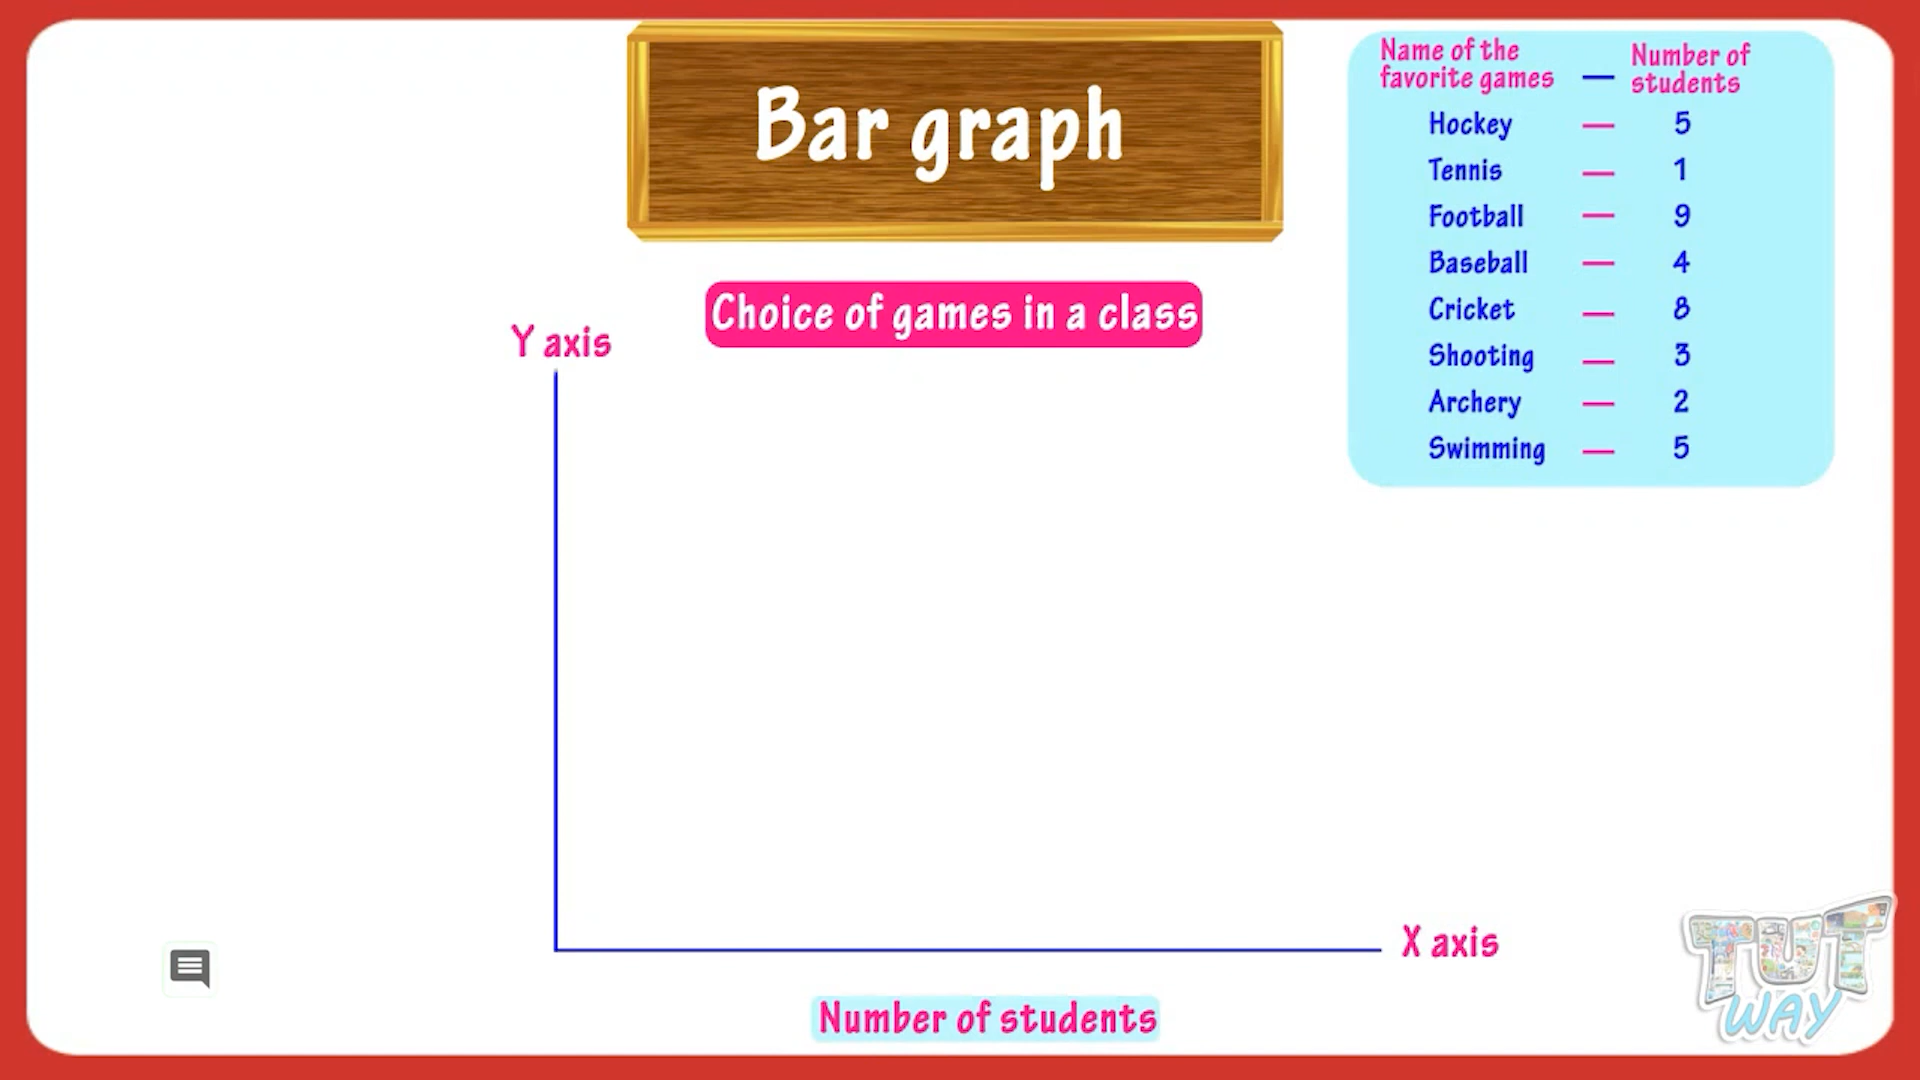 Bar graph
Name of the
favorite games — Number of
students
Hockey — 5
Tennis — 1
Football — 9
Baseball — 4
Cricket — 8
Shooting — 3
Archery — 2
Swimming — 5
Choice of games in a class
Y axis
X axis
Number of students
TUT
WAY